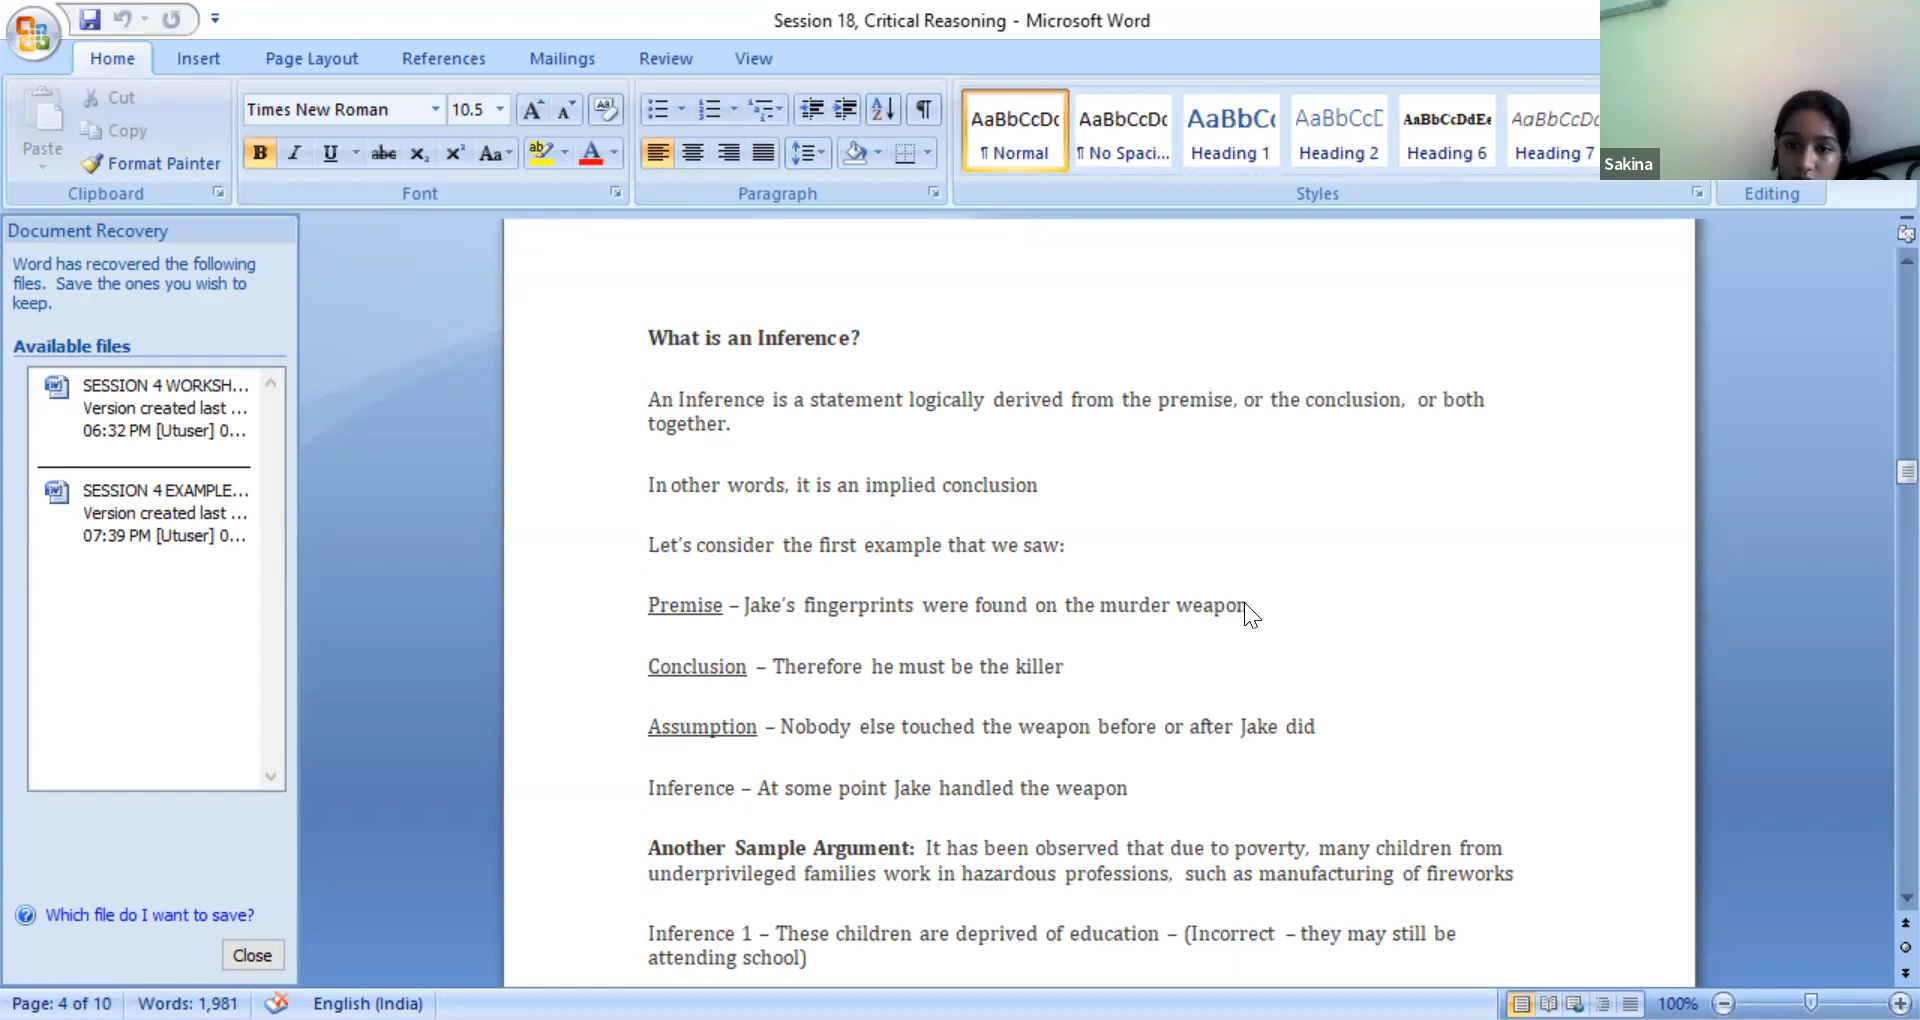 Session 18, Critical Reasoning - Microsoft Word
Home Insert Page Layout References Mailings Review View
Paste
Cut
Copy
Format Painter
Clipboard
Times New Roman 10.5
Font
Paragraph
AaBbCcDc AaBbCcDc AaBbCc AaBbCcD AaBbCcDdEe AaBbCcDc
¶ Normal ¶ No Spaci... Heading 1 Heading 2 Heading 6 Heading 7
Styles
Editing
Sakina
Document Recovery
Word has recovered the following
files. Save the ones you wish to
keep.
Available files
SESSION 4 WORKSH...
Version created last ...
06:32 PM [Utuser] 0...
SESSION 4 EXAMPLE...
Version created last ...
07:39 PM [Utuser] 0...
Which file do I want to save?
Close
What is an Inference?
An Inference is a statement logically derived from the premise, or the conclusion, or both
together.
In other words, it is an implied conclusion
Let's consider the first example that we saw:
Premise – Jake's fingerprints were found on the murder weapon
Conclusion – Therefore he must be the killer
Assumption – Nobody else touched the weapon before or after Jake did
Inference – At some point Jake handled the weapon
Another Sample Argument: It has been observed that due to poverty, many children from
underprivileged families work in hazardous professions, such as manufacturing of fireworks
Inference 1 – These children are deprived of education – (Incorrect – they may still be
attending school)
Page: 4 of 10 Words: 1,981 English (India) 100%